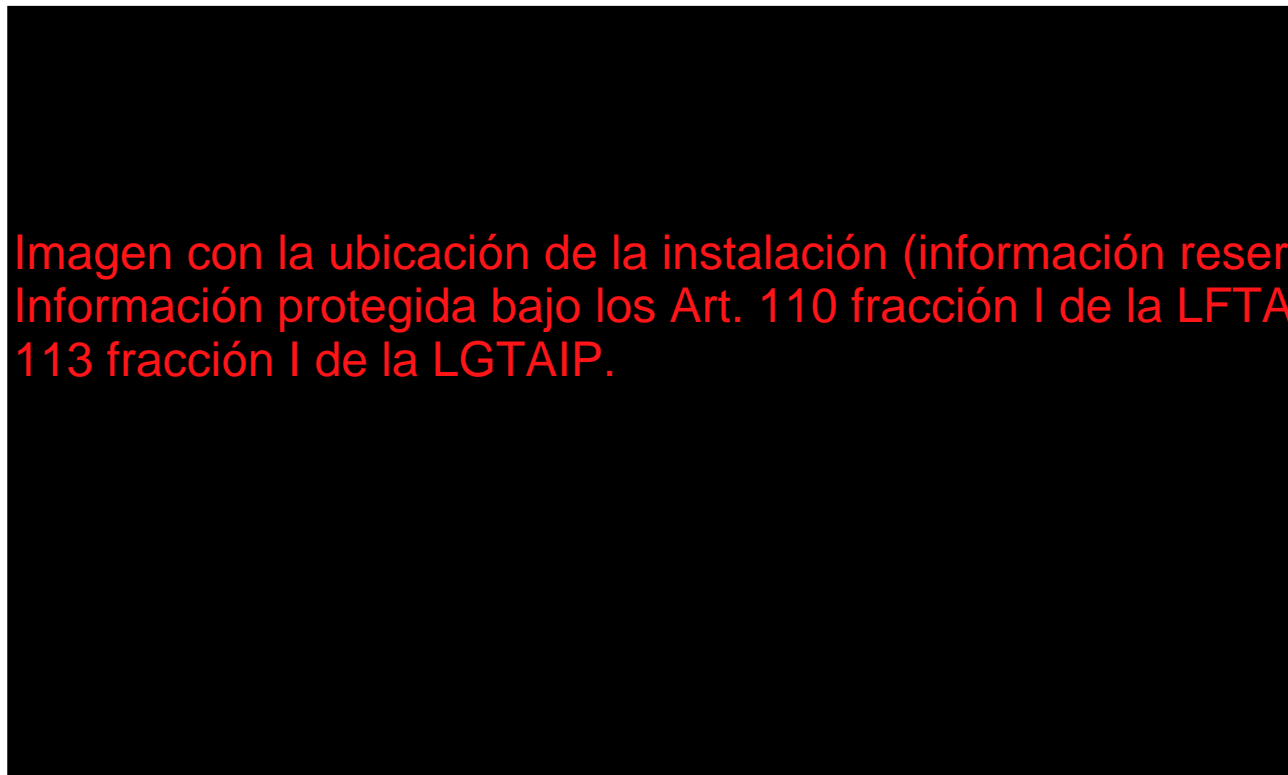 Imagen con la ubicación de la instalación (información reser
Información protegida bajo los Art. 110 fracción I de la LFTA
113 fracción I de la LGTAIP.